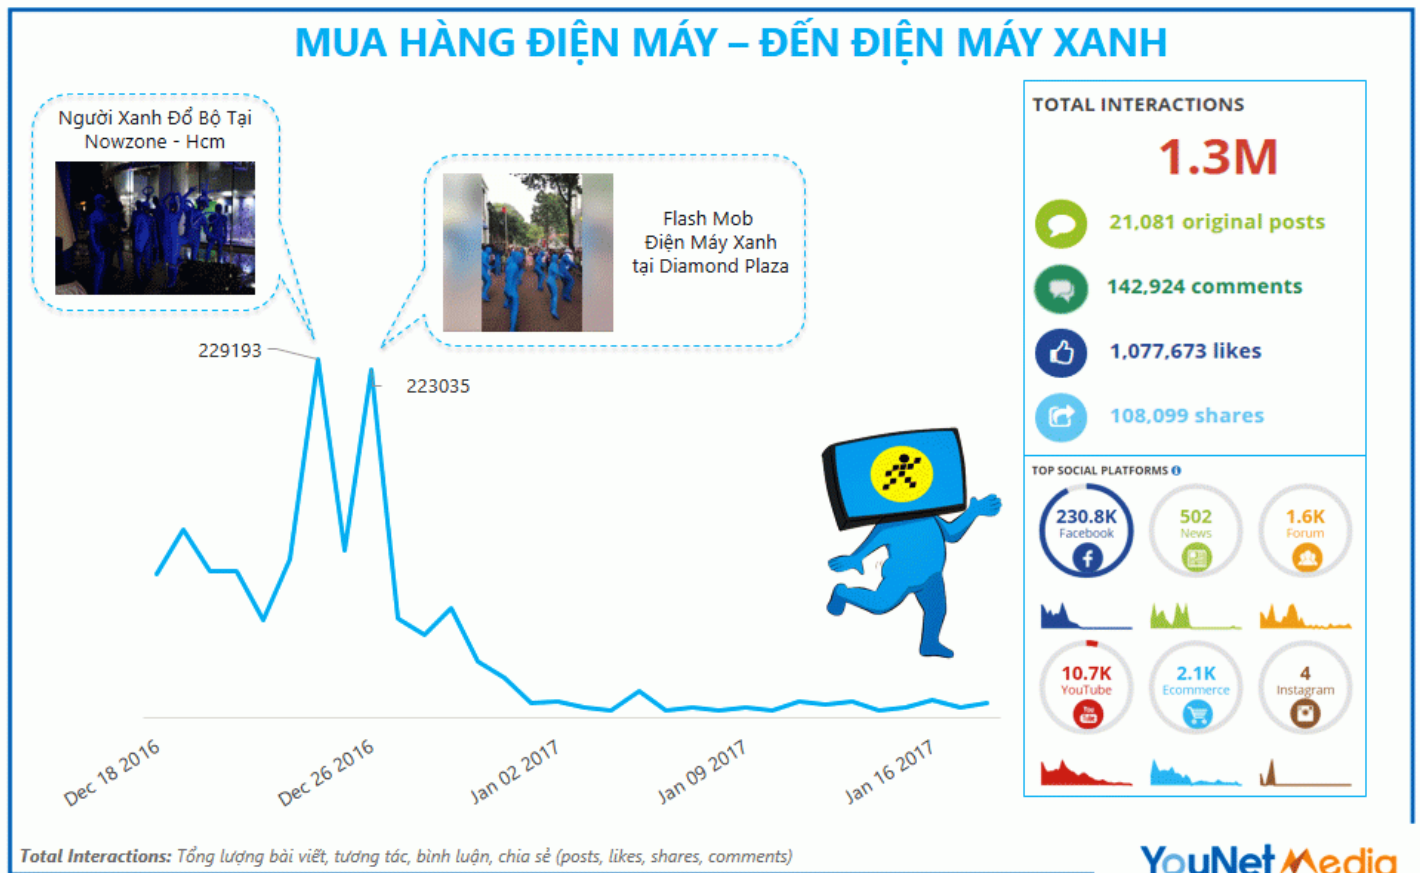 MUA HÀNG ĐIỆN MÁY – ĐẾN ĐIỆN MÁY XANH
Người Xanh Đổ Bộ Tại
Nowzone - Hcm
Flash Mob
Điện Máy Xanh
tại Diamond Plaza
229193
223035
Dec 18 2016
Dec 26 2016
Jan 02 2017
Jan 09 2017
Jan 16 2017
TOTAL INTERACTIONS
1.3M
21,081 original posts
142,924 comments
1,077,673 likes
108,099 shares
TOP SOCIAL PLATFORMS
230.8K
Facebook
502
News
1.6K
Forum
10.7K
YouTube
2.1K
Ecommerce
4
Instagram
Total Interactions: Tổng lượng bài viết, tương tác, bình luận, chia sẻ (posts, likes, shares, comments)
YouNet Media